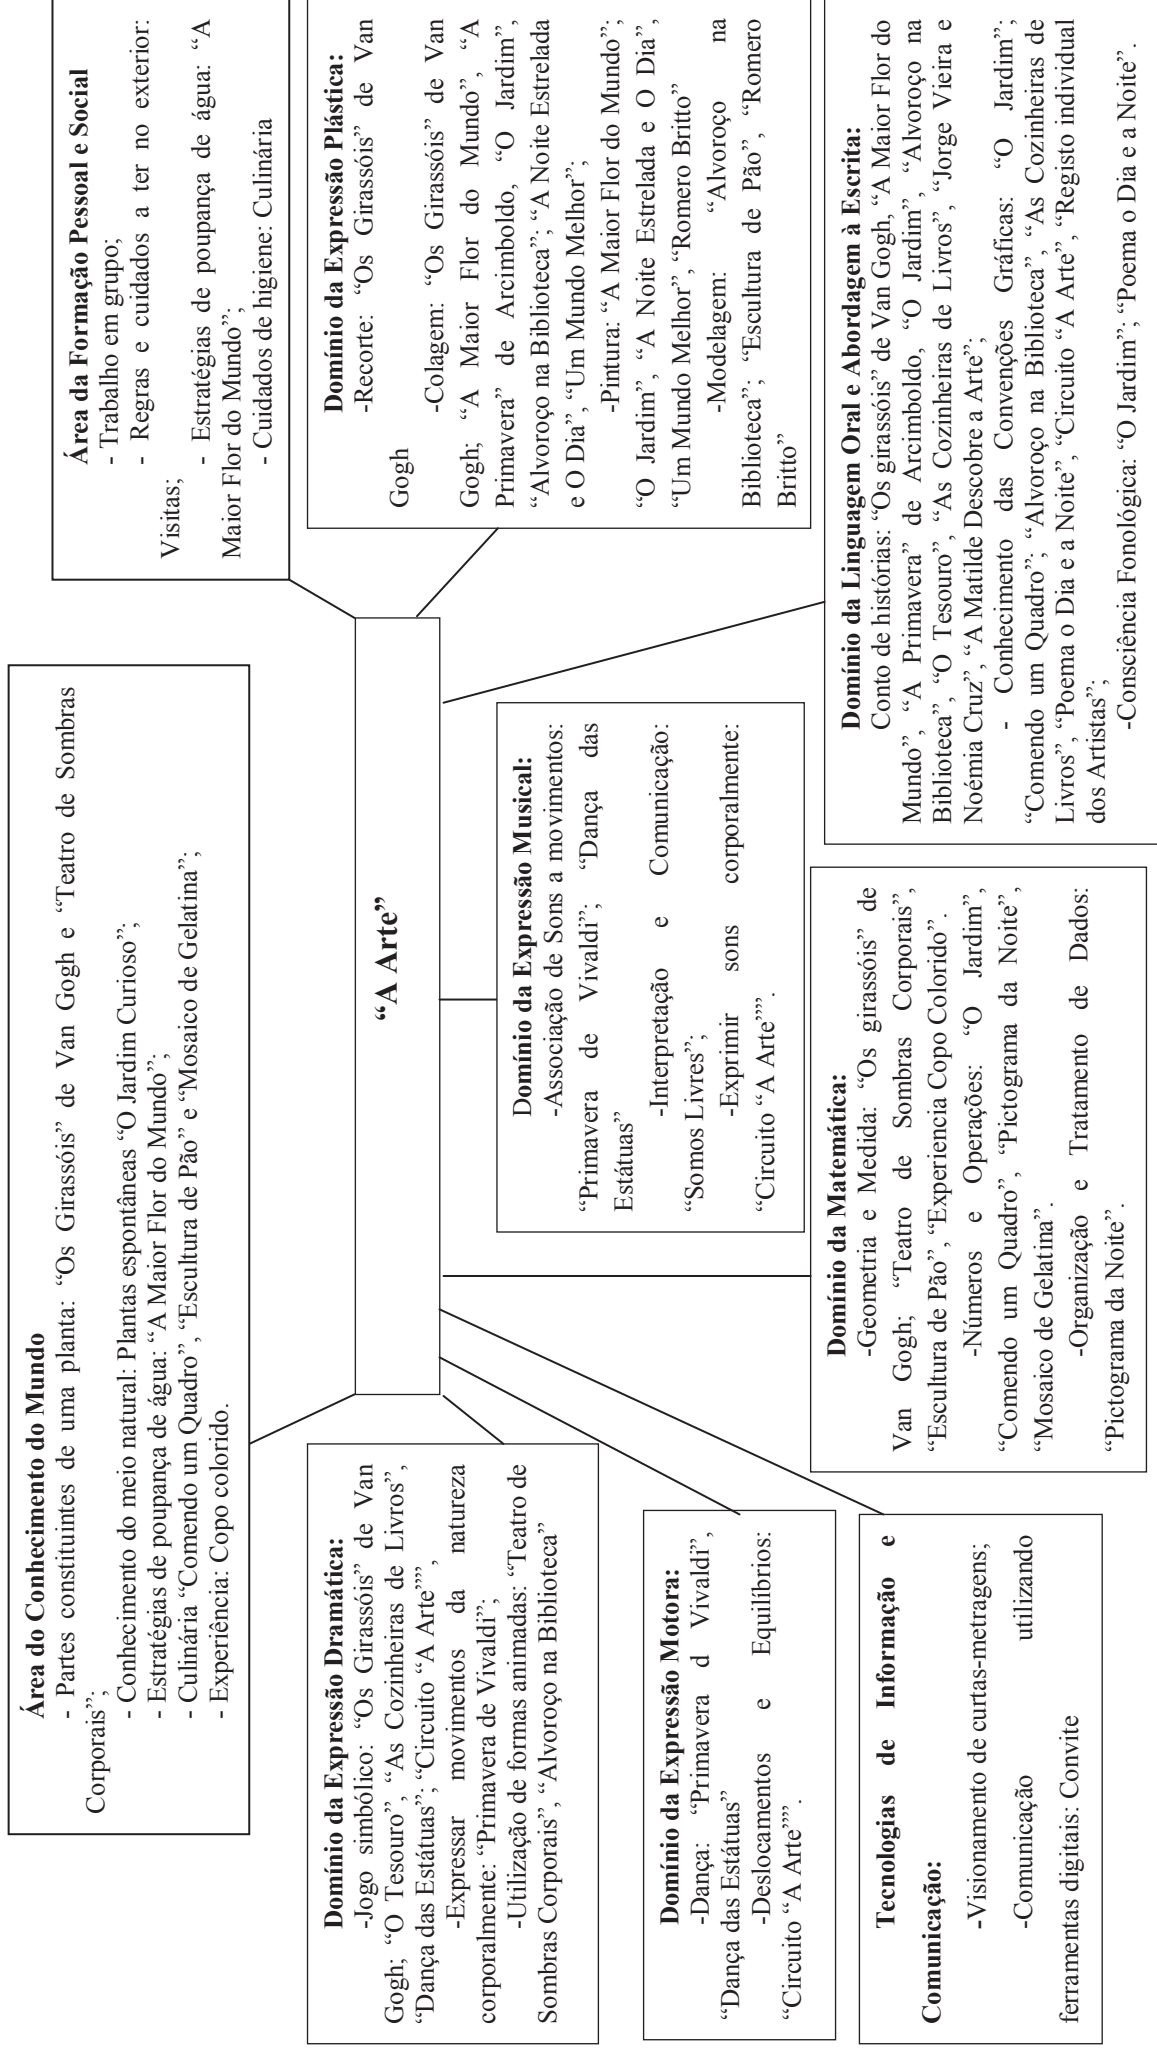 Área do Conhecimento do Mundo
- Partes constituintes de uma planta: “Os Girassóis” de Van Gogh e “Teatro de Sombras
Corporais”;
- Conhecimento do meio natural: Plantas espontâneas “O Jardim Curioso”;
- Estratégias de poupança de água: “A Maior Flor do Mundo”;
- Culinária “Comendo um Quadro”, “Escultura de Pão” e “Mosaico de Gelatina”;
- Experiência: Copo colorido.
Área da Formação Pessoal e Social
- Trabalho em grupo;
- Regras e cuidados a ter no exterior:
Visitas;
- Estratégias de poupança de água: “A
Maior Flor do Mundo”;
- Cuidados de higiene: Culinária
“A Arte”
Domínio da Expressão Dramática:
-Jogo simbólico: “Os Girassóis” de Van
Gogh; “O Tesouro”, “As Cozinheiras de Livros”,
“Dança das Estátuas”; “Circuito “A Arte””,
-Expressar movimentos da natureza
corporalmente: “Primavera de Vivaldi”;
-Utilização de formas animadas: “Teatro de
Sombras Corporais”, “Alvoroço na Biblioteca”
Domínio da Expressão Motora:
-Dança: “Primavera d Vivaldi”,
“Dança das Estátuas”
-Deslocamentos e Equilíbrios:
“Circuito “A Arte””.
Tecnologias de Informação e
Comunicação:
-Visionamento de curtas-metragens;
-Comunicação utilizando
ferramentas digitais: Convite
Domínio da Expressão Musical:
-Associação de Sons a movimentos:
“Primavera de Vivaldi”; “Dança das
Estátuas”
-Interpretação e Comunicação:
“Somos Livres”;
-Exprimir sons corporalmente:
“Circuito “A Arte””.
Domínio da Matemática:
-Geometria e Medida: “Os girassóis” de
Van Gogh; “Teatro de Sombras Corporais”,
“Escultura de Pão”, “Experiencia Copo Colorido”.
-Números e Operações: “O Jardim”,
“Comendo um Quadro”, “Pictograma da Noite”,
“Mosaico de Gelatina”.
-Organização e Tratamento de Dados:
“Pictograma da Noite”.
Domínio da Expressão Plástica:
-Recorte: “Os Girassóis” de Van
Gogh
-Colagem: “Os Girassóis” de Van
Gogh; “A Maior Flor do Mundo”, “A
Primavera” de Arcimboldo, “O Jardim”,
“Alvoroço na Biblioteca”; “A Noite Estrelada
e O Dia”, “Um Mundo Melhor”;
-Pintura: “A Maior Flor do Mundo”;
“O Jardim”, “A Noite Estrelada e O Dia”,
“Um Mundo Melhor”, “Romero Britto”
-Modelagem: “Alvoroço na
Biblioteca”; “Escultura de Pão”, “Romero
Britto”
Domínio da Linguagem Oral e Abordagem à Escrita:
Conto de histórias: “Os girassóis” de Van Gogh, “A Maior Flor do
Mundo”, “A Primavera” de Arcimboldo, “O Jardim”, “Alvoroço na
Biblioteca”, “O Tesouro”, “As Cozinheiras de Livros”, “Jorge Vieira e
Noémia Cruz”, “A Matilde Descobre a Arte”;
- Conhecimento das Convenções Gráficas: “O Jardim”;
“Comendo um Quadro”; “Alvoroço na Biblioteca”, “As Cozinheiras de
Livros”, “Poema o Dia e a Noite”, “Circuito “A Arte”, “Registo individual
dos Artistas”;
-Consciência Fonológica: “O Jardim”; “Poema o Dia e a Noite”.